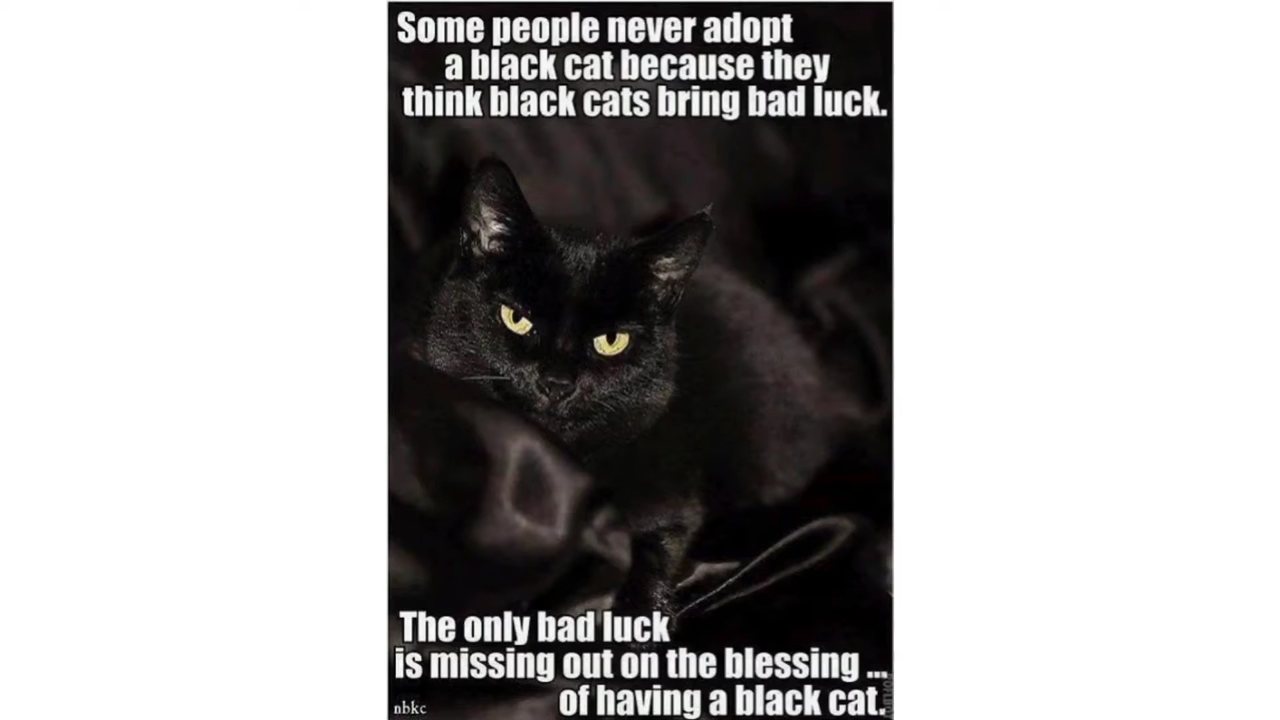 Some people never adopt
a black cat because they
think black cats bring bad luck.
The only bad luck
is missing out on the blessing ...
of having a black cat.
nbkc